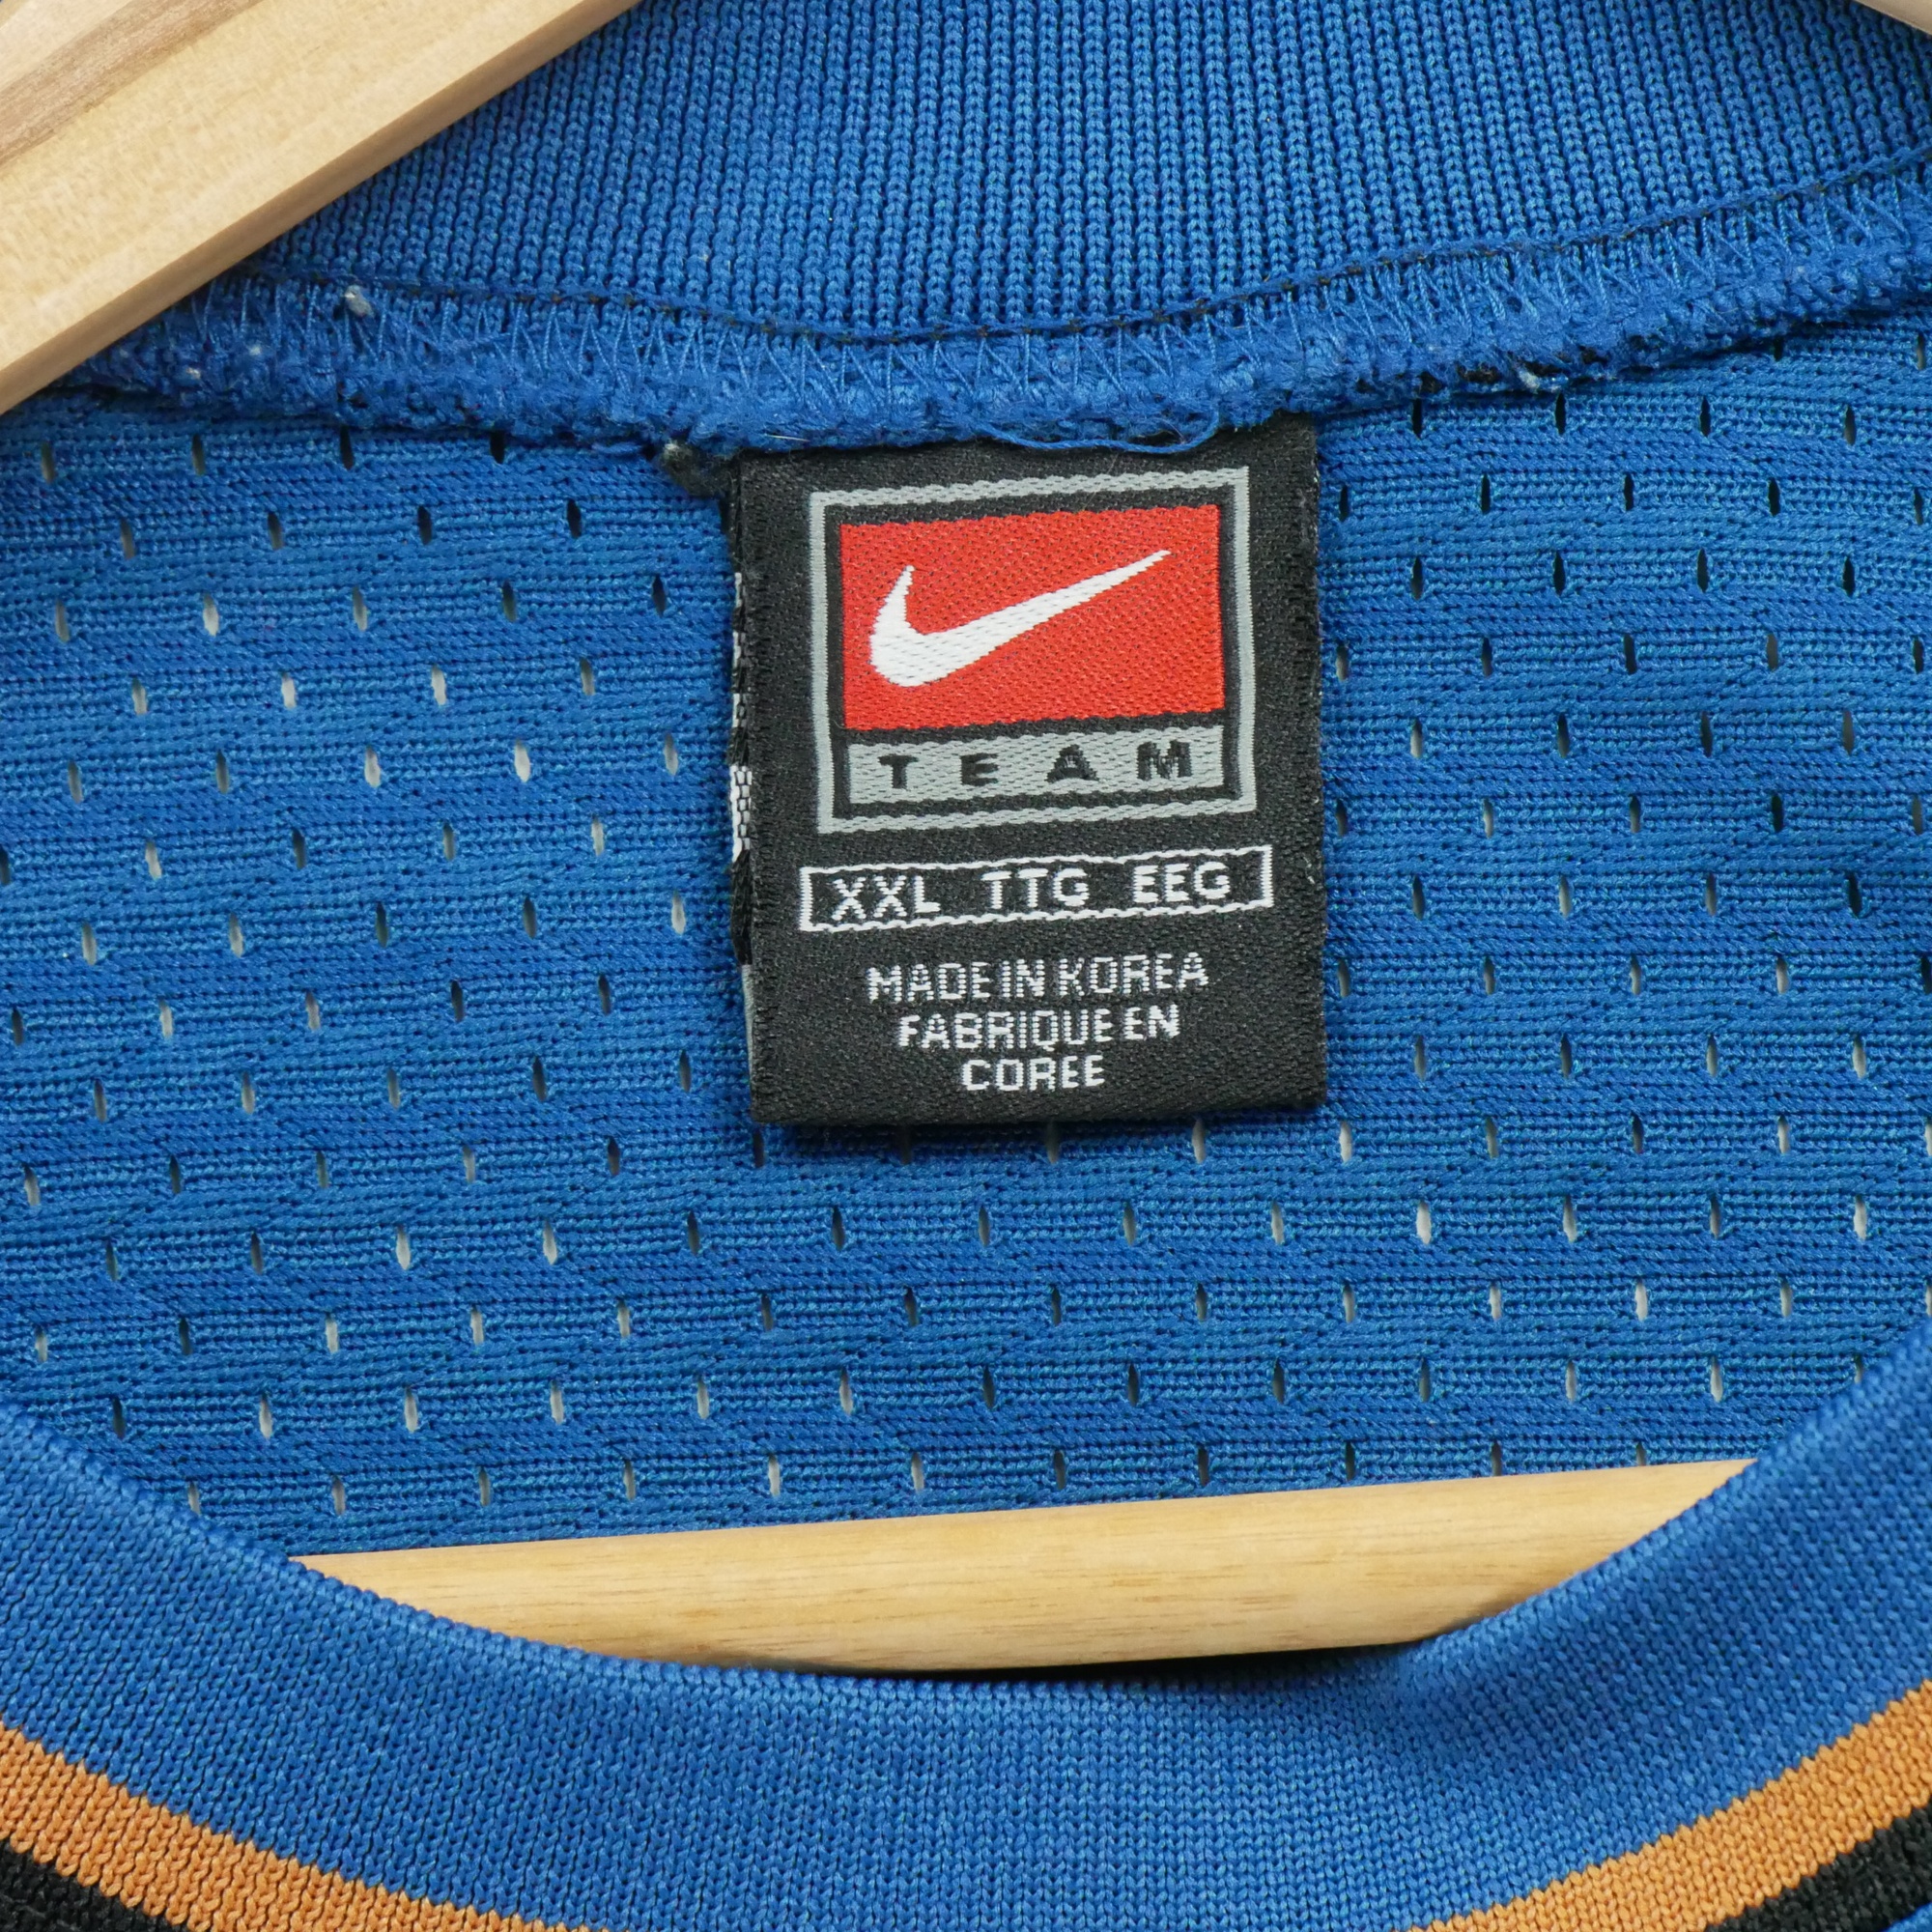 TEAM
XXL TTG EEG
MADE IN KOREA
FABRIQUE EN
COREE